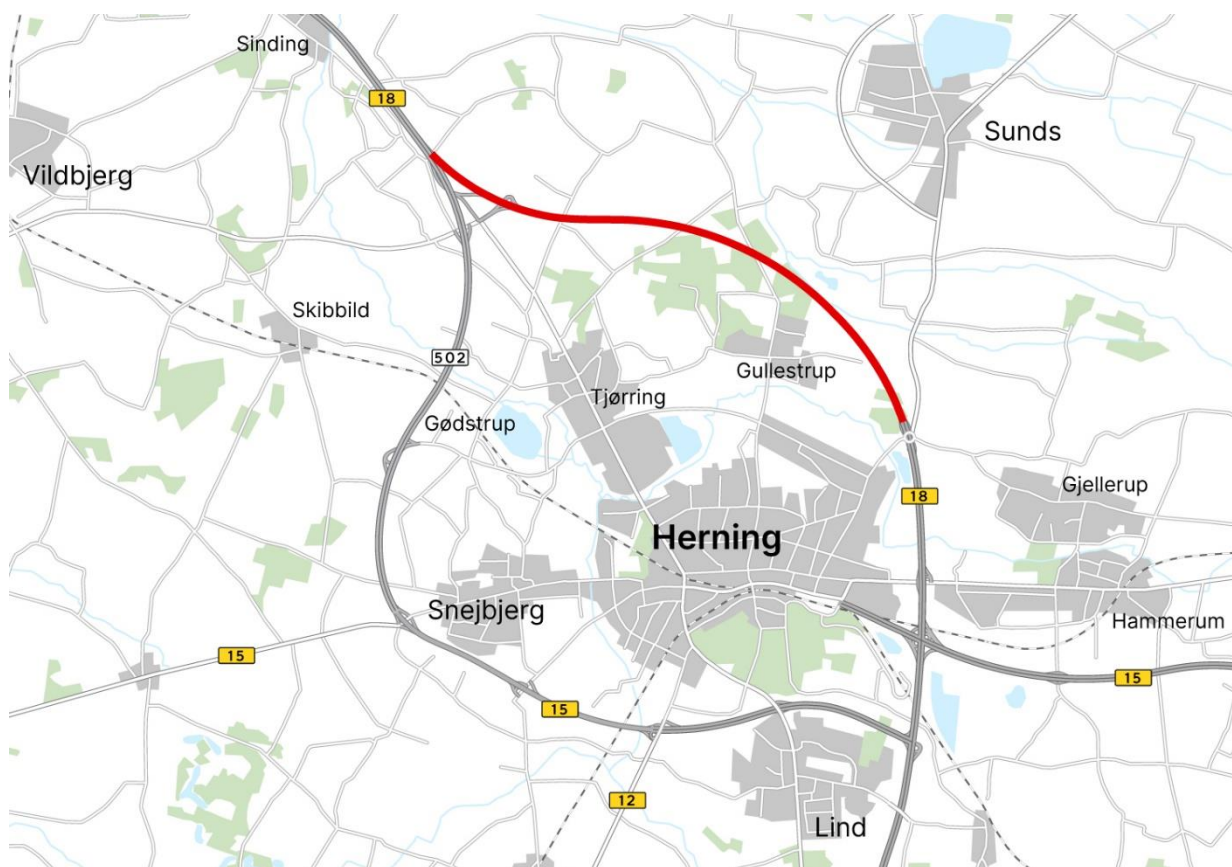 Sinding
18
Sunds
Vildbjerg
Skibbild
502
Gullestrup
Tjørring
Gødstrup
Gjellerup
18
Herning
Snejbjerg
Hammerum
15
15
15
12
Lind